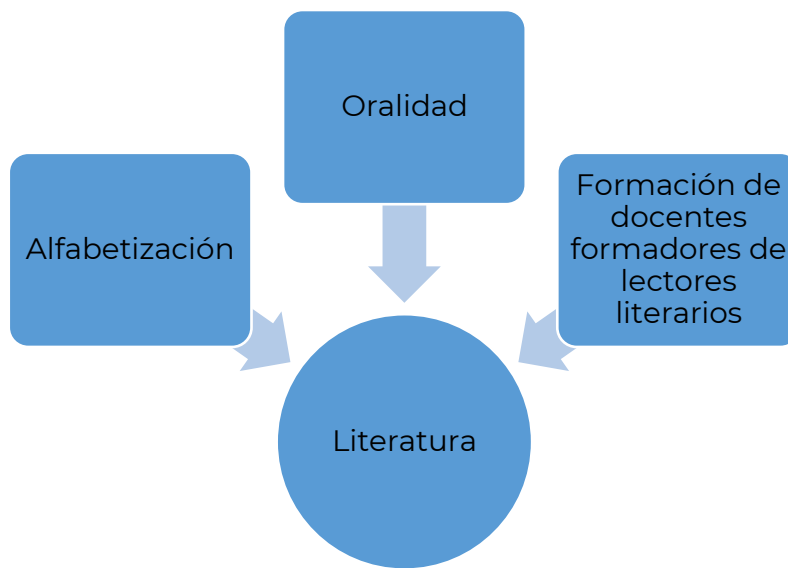 Oralidad
Alfabetización
Formación de
docentes
formadores de
lectores
literarios
Literatura